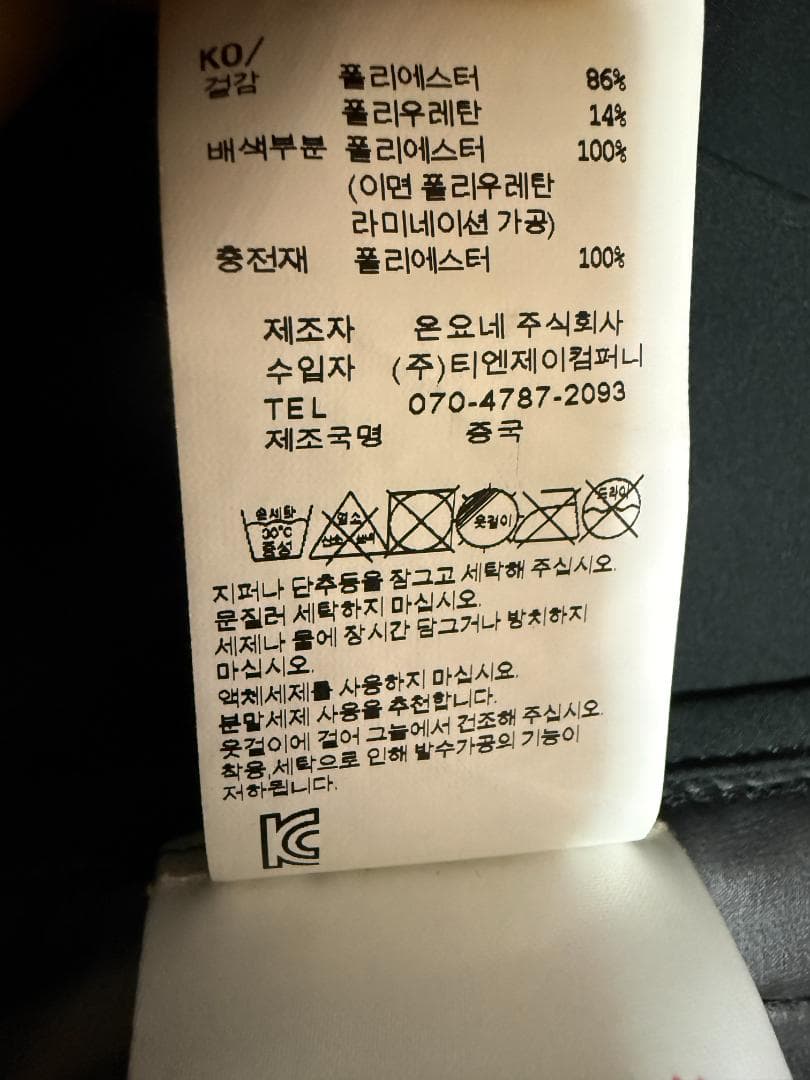 KO/
겉감 폴리에스터 86%
폴리우레탄 14%
배색부분 폴리에스터 100%
(이면 폴리우레탄
라미네이션 가공)
충전재 폴리에스터 100%
제조자 온요네 주식회사
수입자 (주)티엔제이컴퍼니
TEL 070-4787-2093
제조국명 중국
손세탁 30°C 중성 염소 산소 표백 옷걸이 드라이
지퍼나 단추등을 잠그고 세탁해 주십시오.
문질러 세탁하지 마십시오.
세제나 물에 장시간 담그거나 방치하지
마십시오.
액체세제를 사용하지 마십시요.
분말세제 사용을 추천합니다.
옷걸이에 걸어 그늘에서 건조해 주십시오.
착용,세탁으로 인해 발수가공의 기능이
저하됩니다.
KC